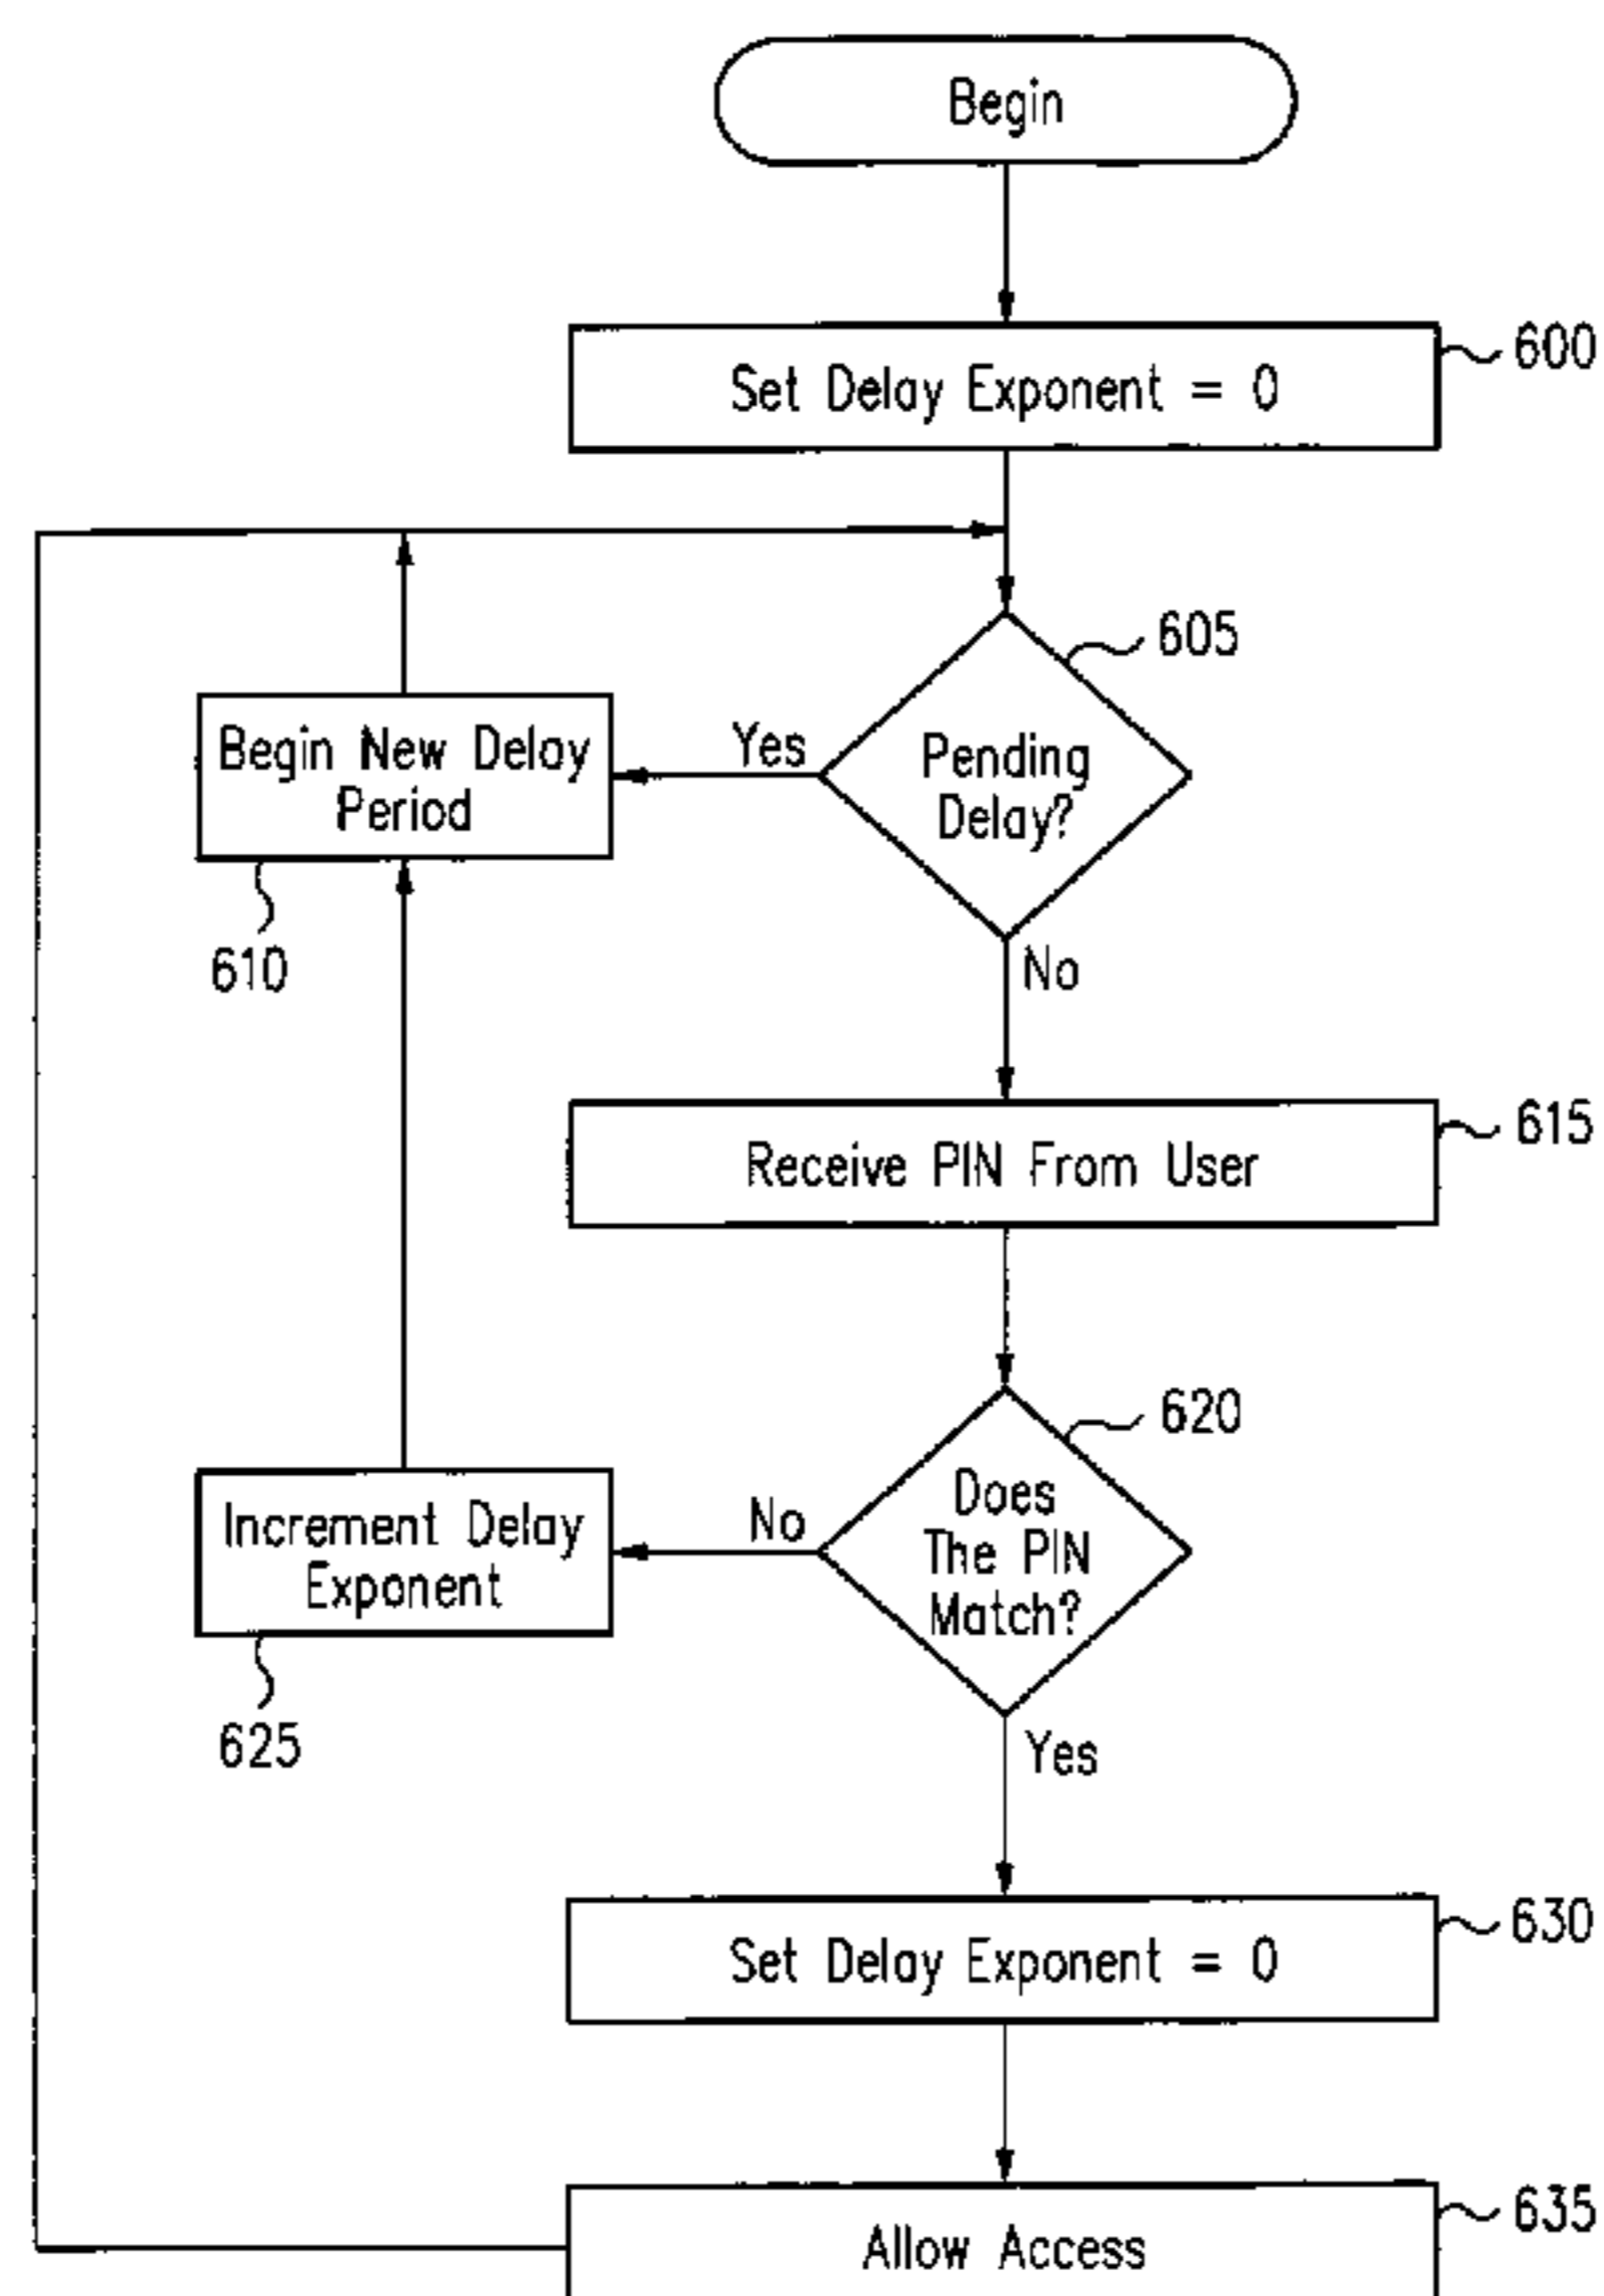 Begin
Set Delay Exponent = 0
600
605
Pending
Delay?
Yes
Begin New Delay
Period
610
No
Receive PIN From User
615
620
Does
The PIN
Match?
No
Increment Delay
Exponent
625
Yes
Set Delay Exponent = 0
630
Allow Access
635